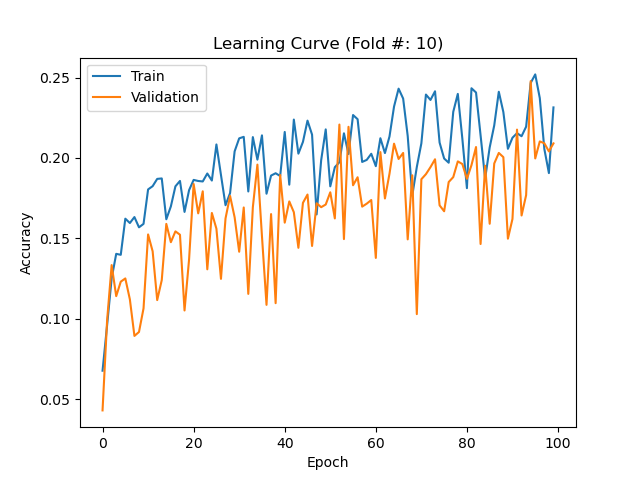 Learning Curve (Fold #: 10)
Train
Validation
0.25
0.20
0.15
0.10
0.05
Accuracy
0 20 40 60 80 100
Epoch